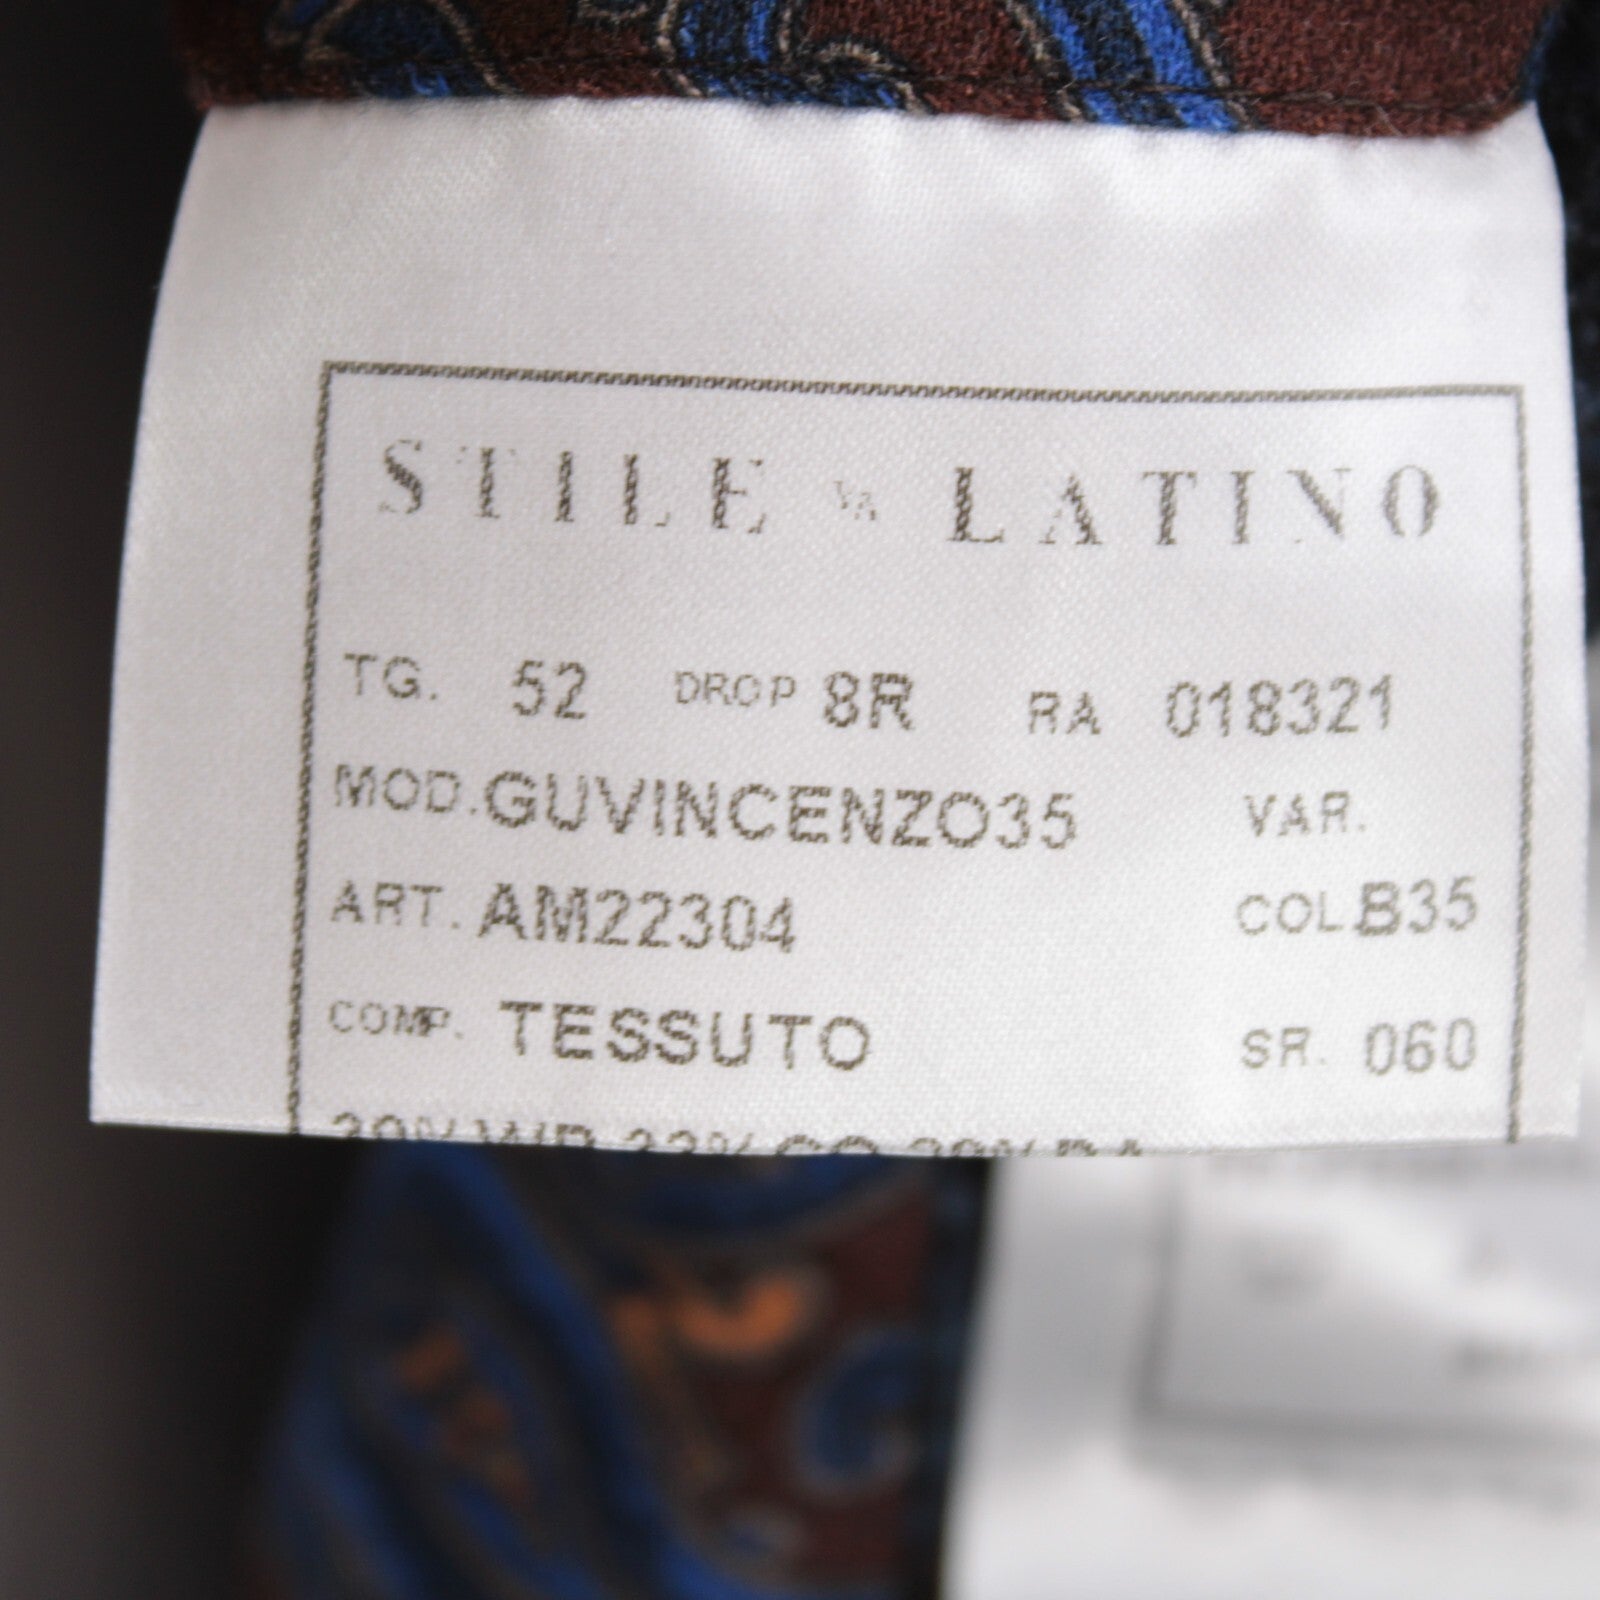 STILE LATINO
TG. 52 DROP 8R RA 018321
MOD. GUVINCENZO35 VAR.
ART. AM22304 COL. B35
COMP. TESSUTO SR. 060